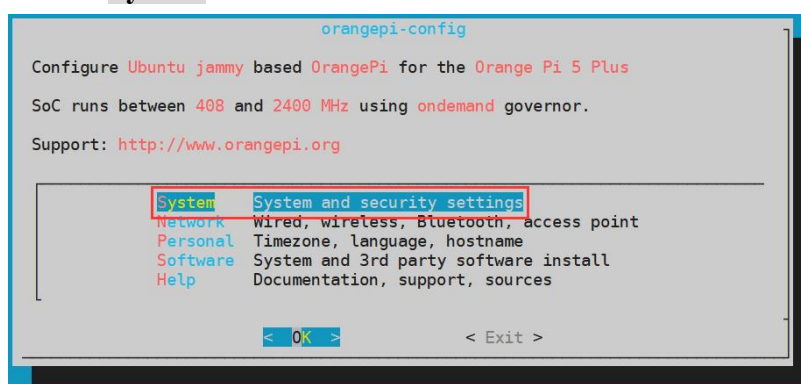 orangepi-config
Configure Ubuntu jammy based OrangePi for the Orange Pi 5 Plus
SoC runs between 408 and 2400 MHz using ondemand governor.
Support: http://www.orangepi.org
System System and security settings
Network Wired, wireless, Bluetooth, access point
Personal Timezone, language, hostname
Software System and 3rd party software install
Help Documentation, support, sources
< OK > < Exit >